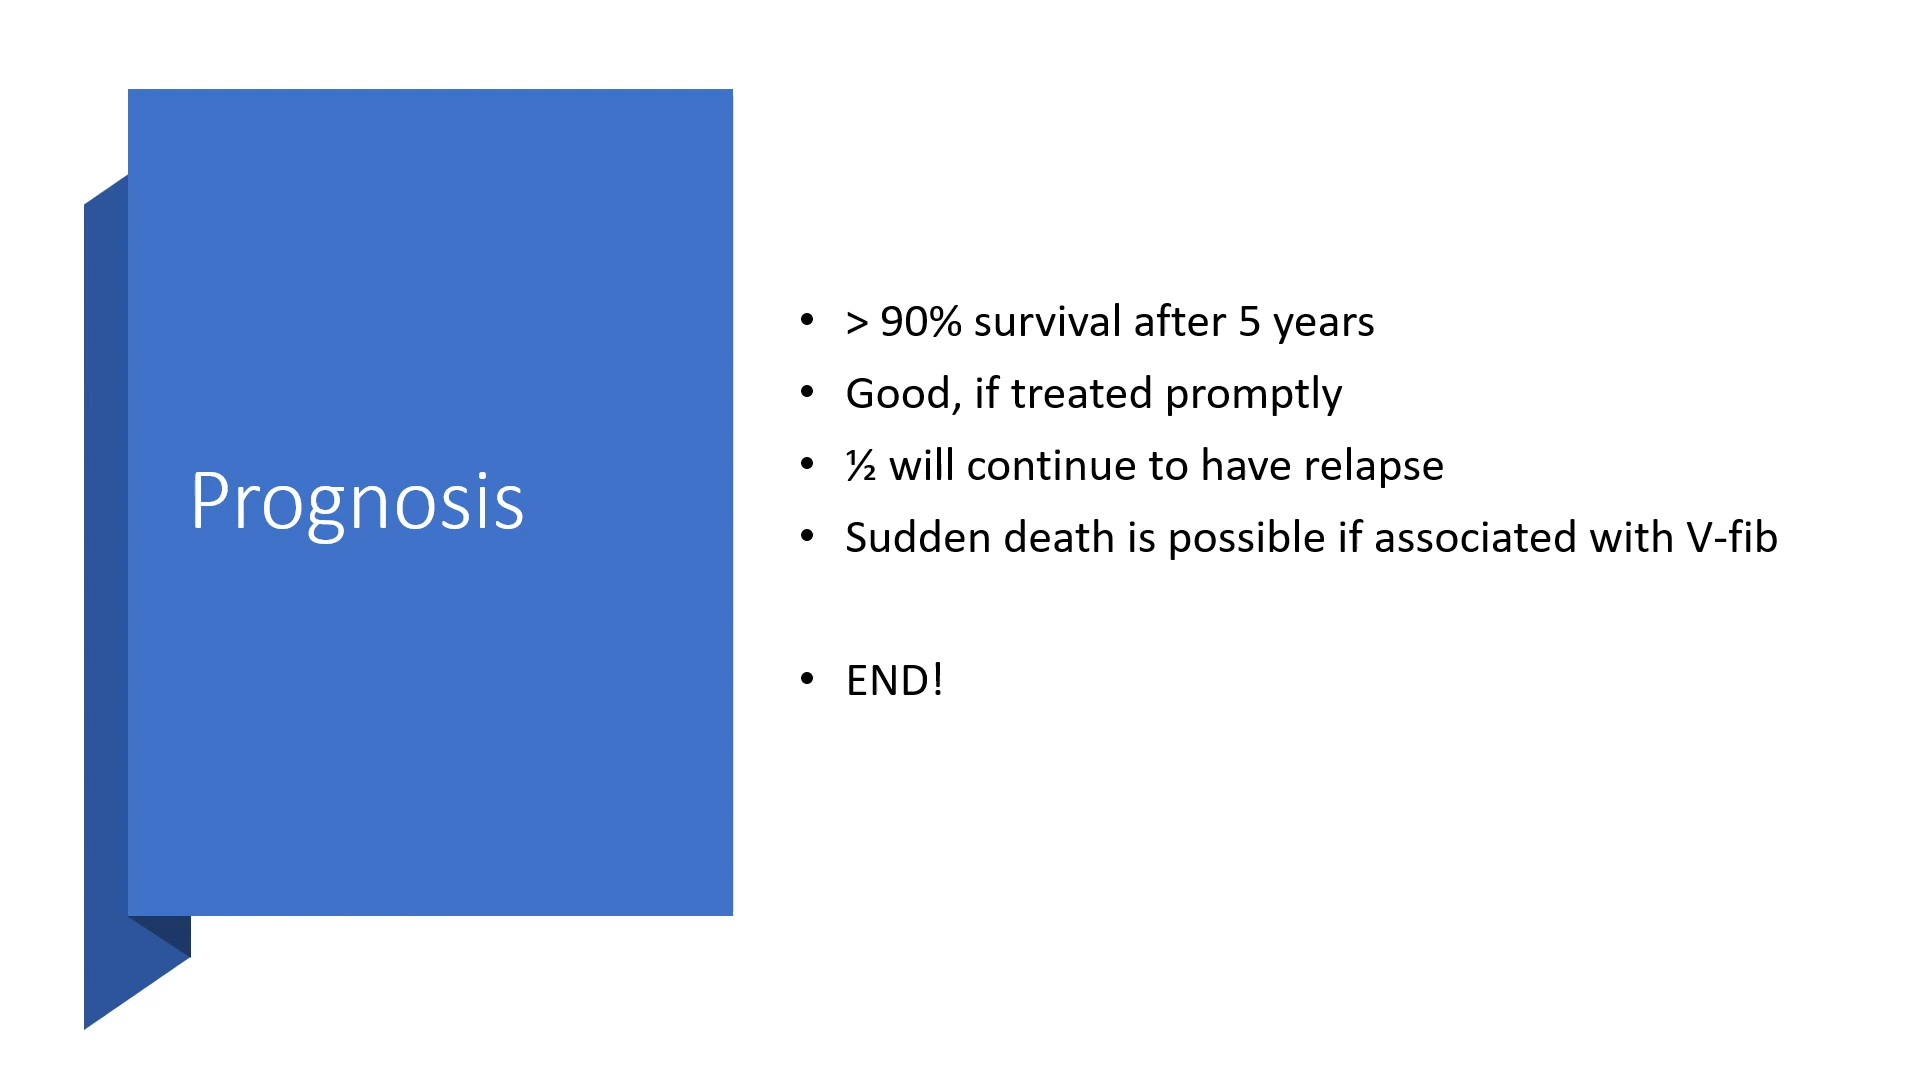 Prognosis
• > 90% survival after 5 years
• Good, if treated promptly
• ½ will continue to have relapse
• Sudden death is possible if associated with V-fib
• END!